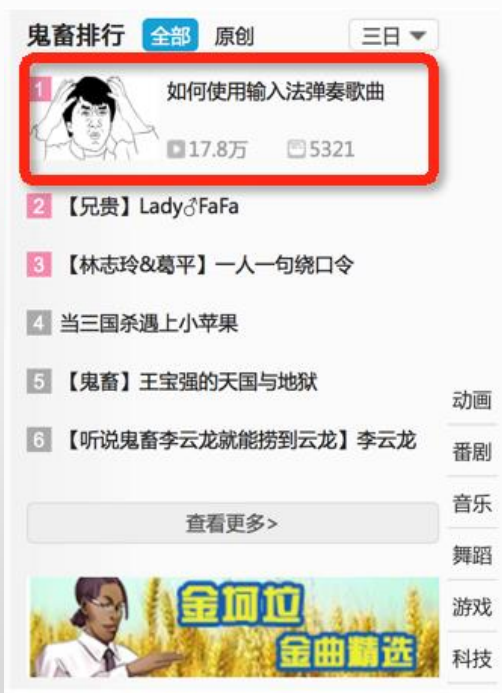 鬼畜排行 全部 原创 三日
1 如何使用输入法弹奏歌曲
17.8万 5321
2 【兄贵】Lady♂FaFa
3 【林志玲&葛平】一人一句绕口令
4 当三国杀遇上小苹果
5 【鬼畜】王宝强的天国与地狱
6 【听说鬼畜李云龙就能捞到云龙】李云龙
查看更多>
金坷垃
金曲精选
动画
番剧
音乐
舞蹈
游戏
科技